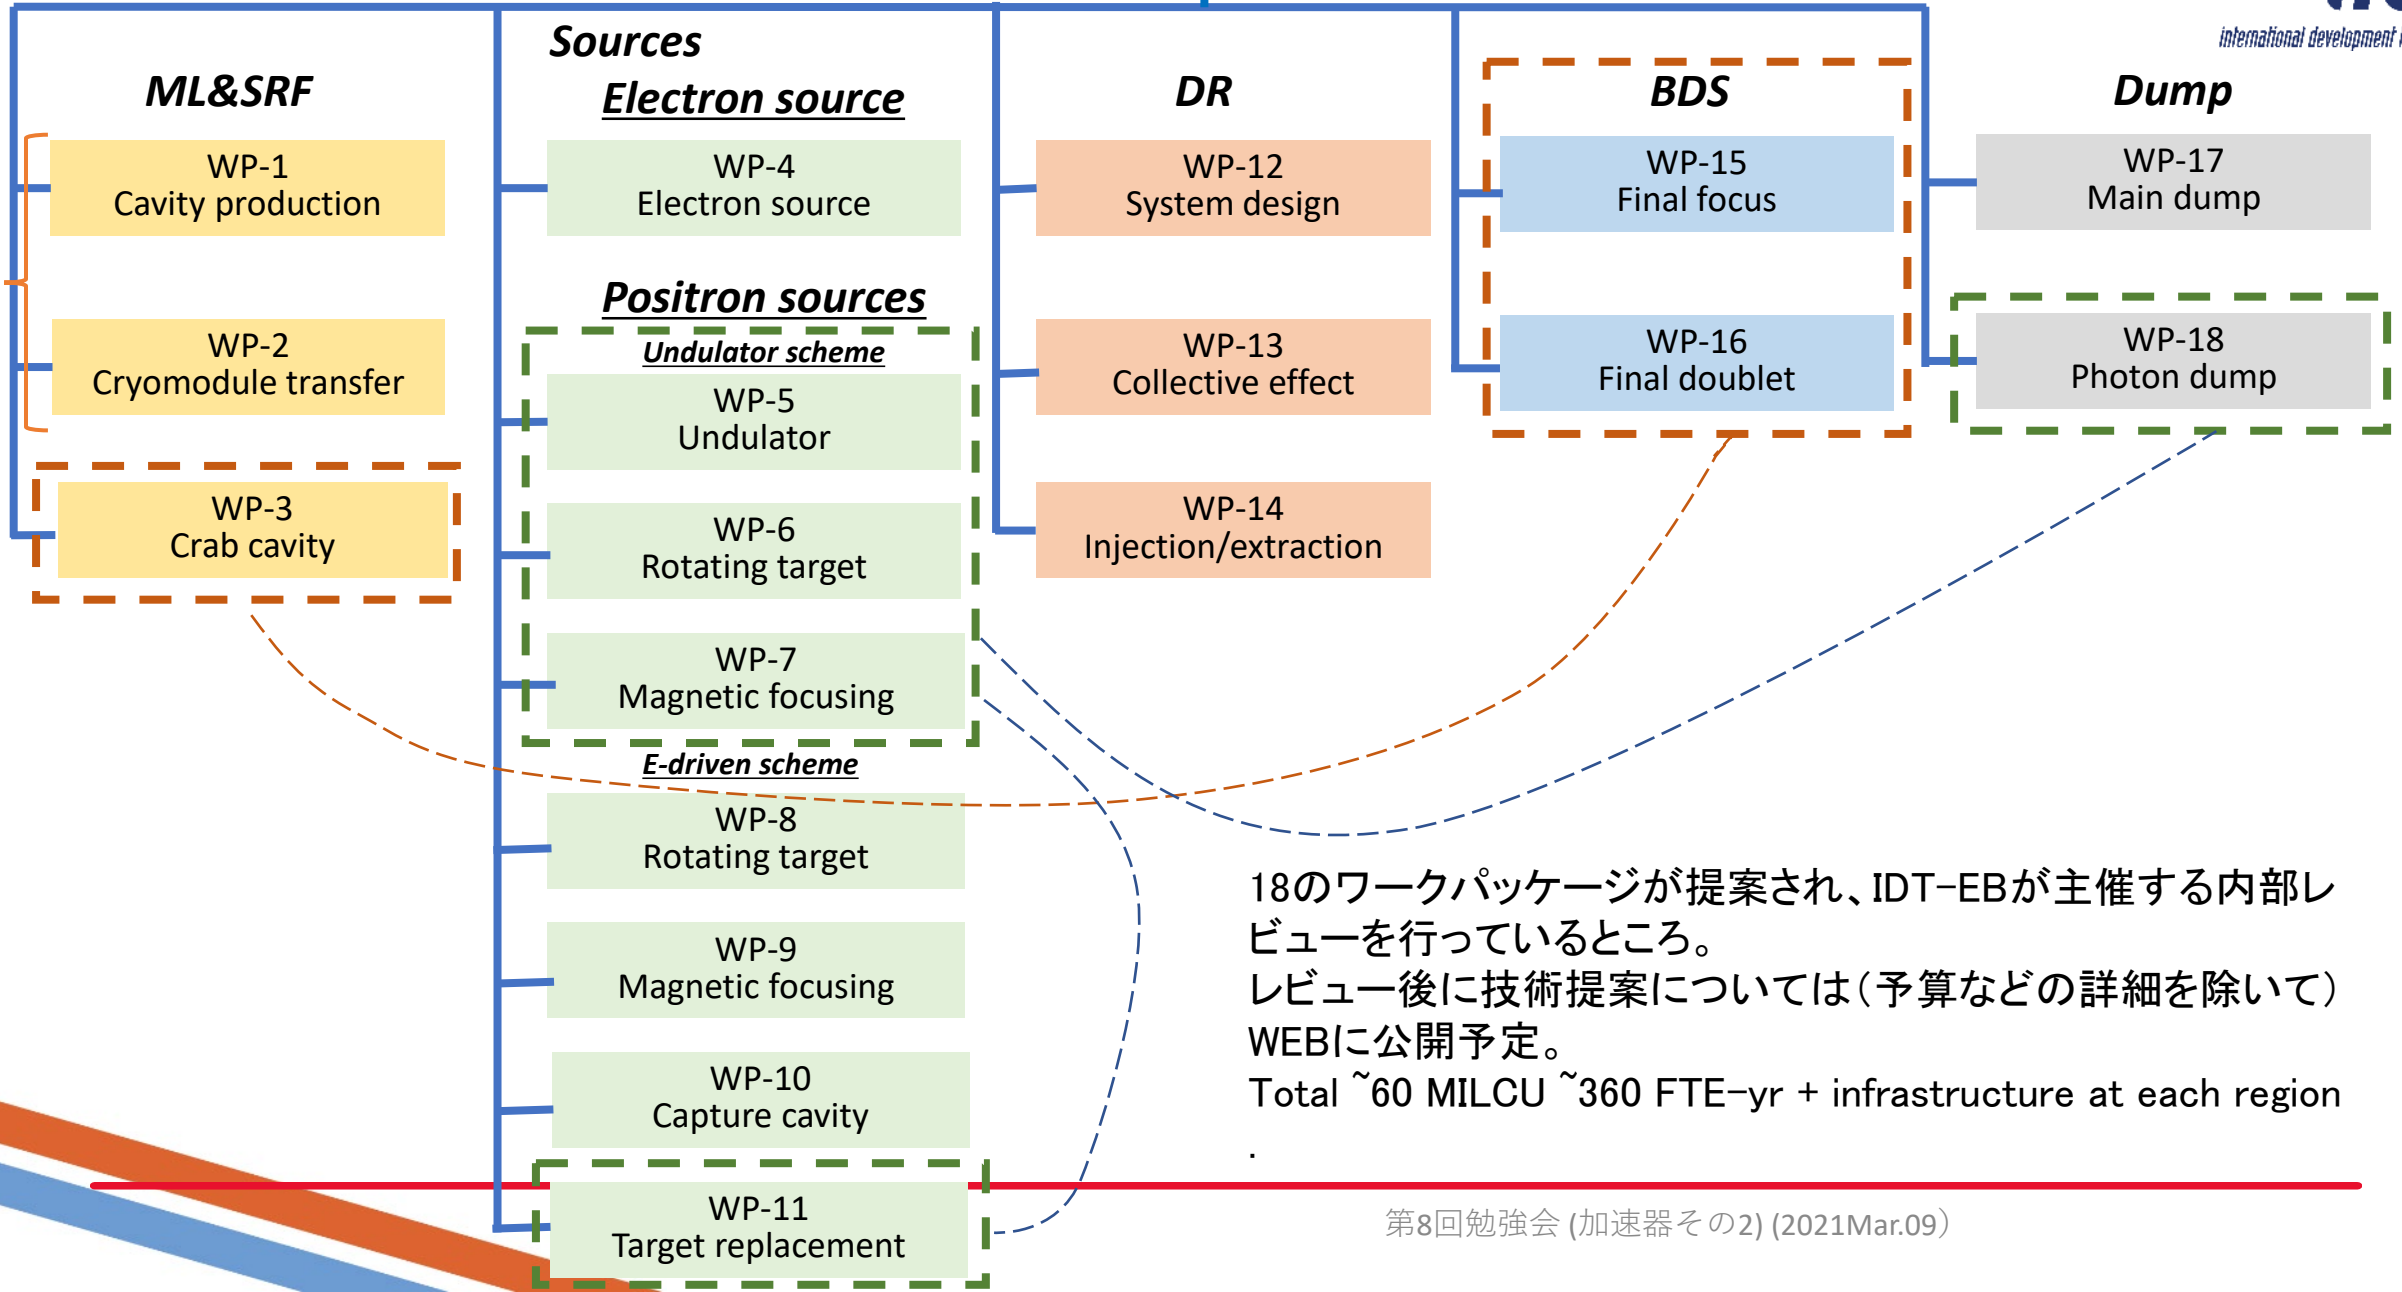 international development
ML&SRF
WP-1
Cavity production
WP-2
Cryomodule transfer
WP-3
Crab cavity
Sources
Electron source
WP-4
Electron source
Positron sources
Undulator scheme
WP-5
Undulator
WP-6
Rotating target
WP-7
Magnetic focusing
E-driven scheme
WP-8
Rotating target
WP-9
Magnetic focusing
WP-10
Capture cavity
WP-11
Target replacement
DR
WP-12
System design
WP-13
Collective effect
WP-14
Injection/extraction
BDS
WP-15
Final focus
WP-16
Final doublet
Dump
WP-17
Main dump
WP-18
Photon dump
18のワークパッケージが提案され、IDT-EBが主催する内部レ
ビューを行っているところ。
レビュー後に技術提案については（予算などの詳細を除いて）
WEBに公開予定。
Total ~60 MILCU ~360 FTE-yr + infrastructure at each region
.
第8回勉強会 (加速器その2) (2021Mar.09）